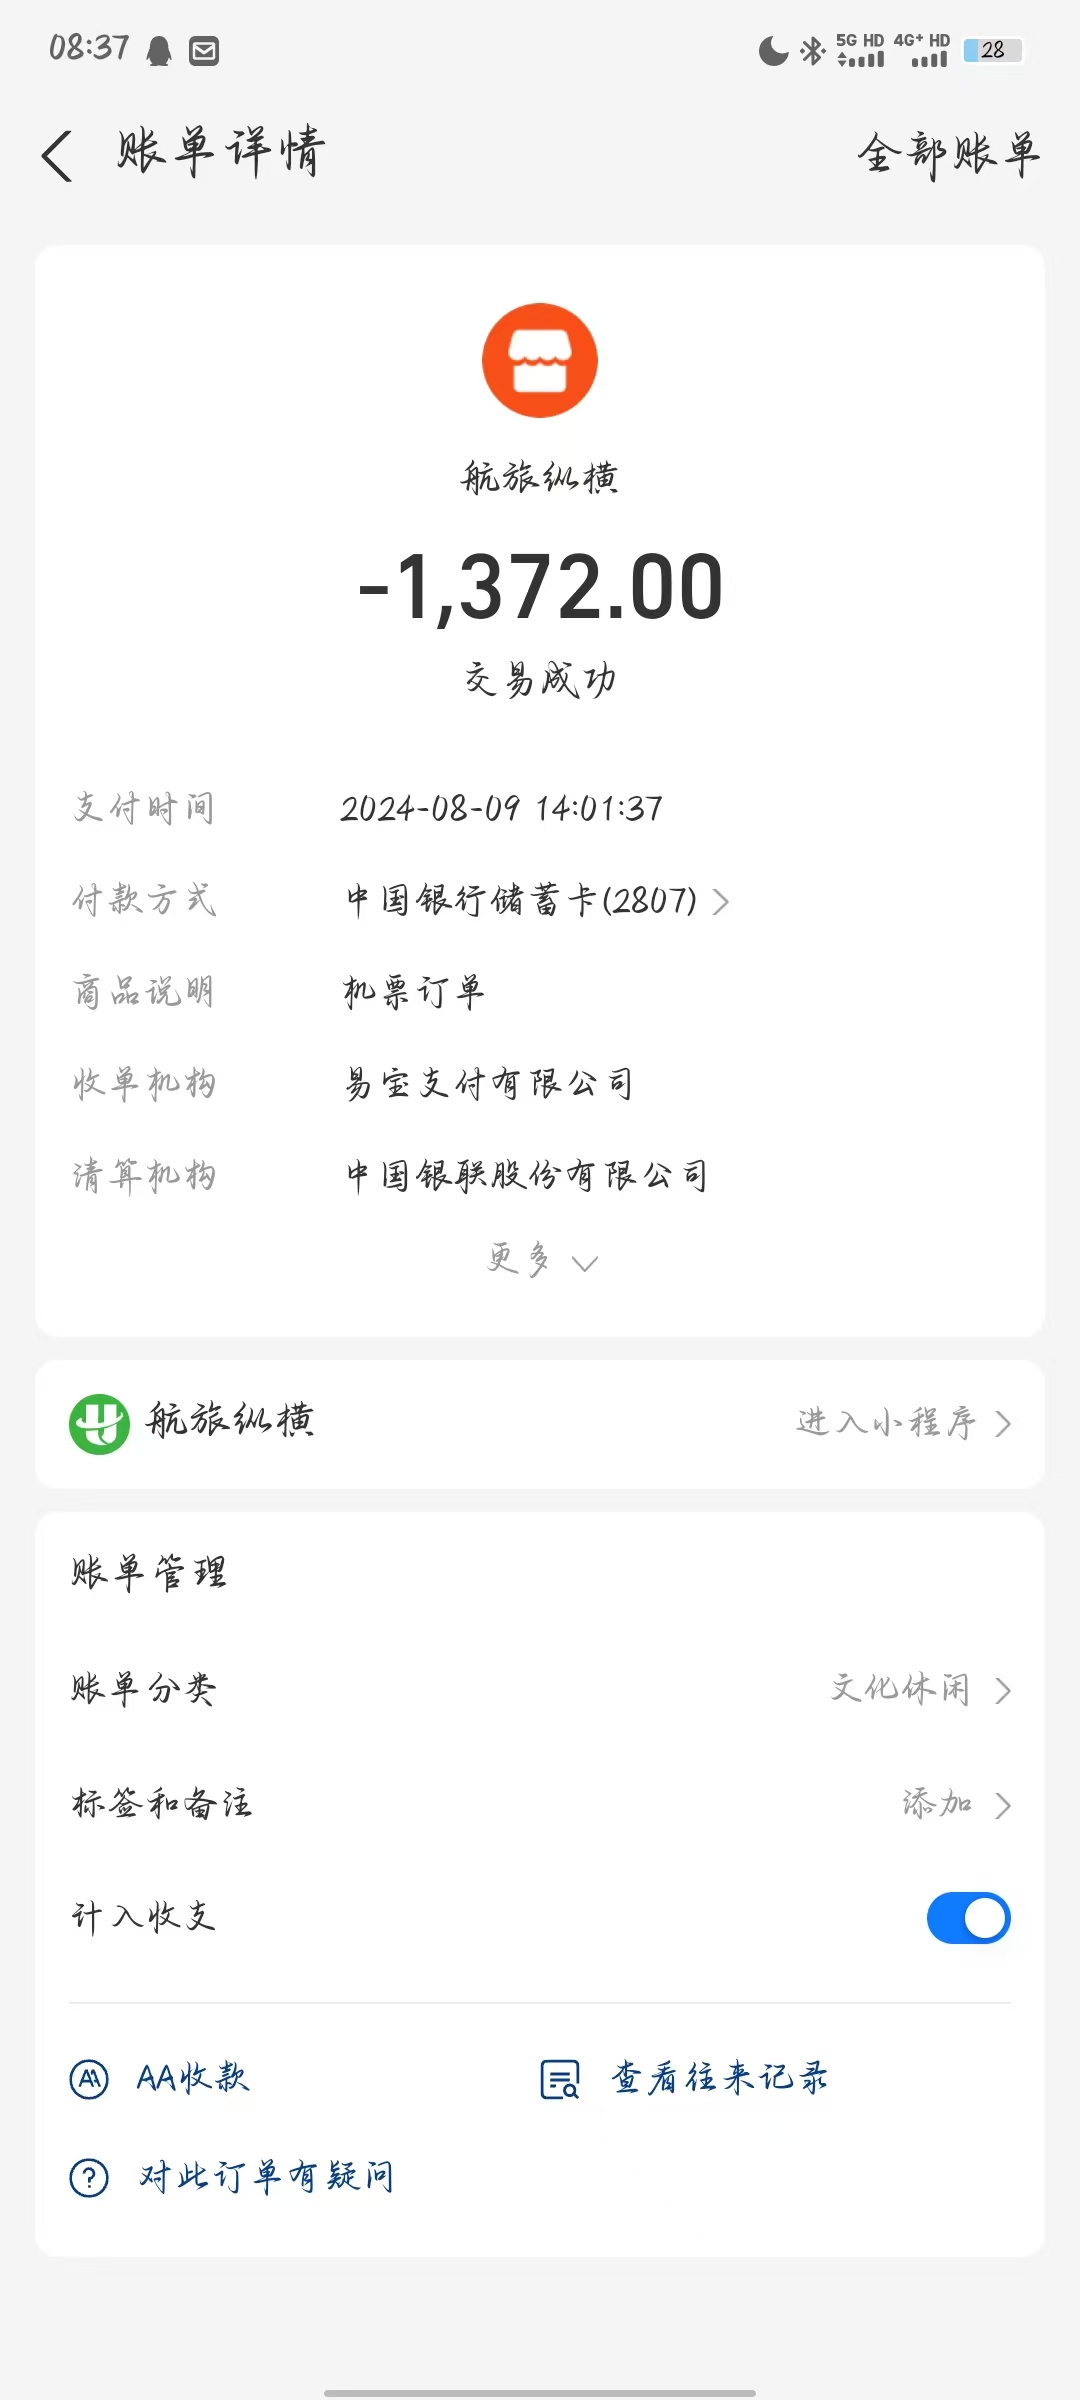 08:37 5G HD 4G+ HD 28
账单详情 全部账单
航旅纵横
-1,372.00
交易成功
支付时间 2024-08-09 14:01:37
付款方式 中国银行储蓄卡(2807)
商品说明 机票订单
收单机构 易宝支付有限公司
清算机构 中国银联股份有限公司
更多
航旅纵横 进入小程序
账单管理
账单分类 文化休闲
标签和备注 添加
计入收支
AA收款 查看往来记录
对此订单有疑问